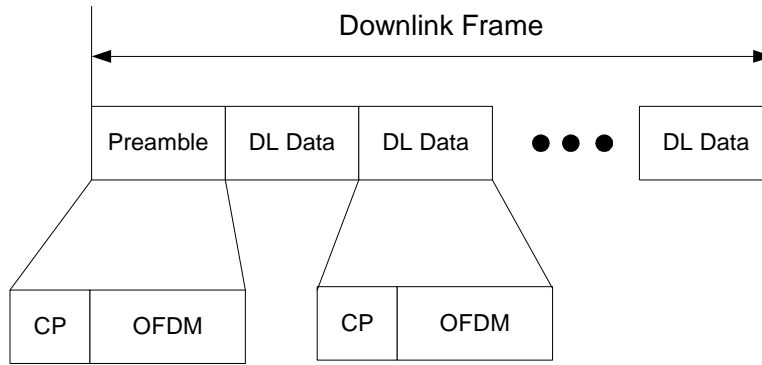 Downlink Frame
Preamble DL Data DL Data DL Data
CP OFDM CP OFDM